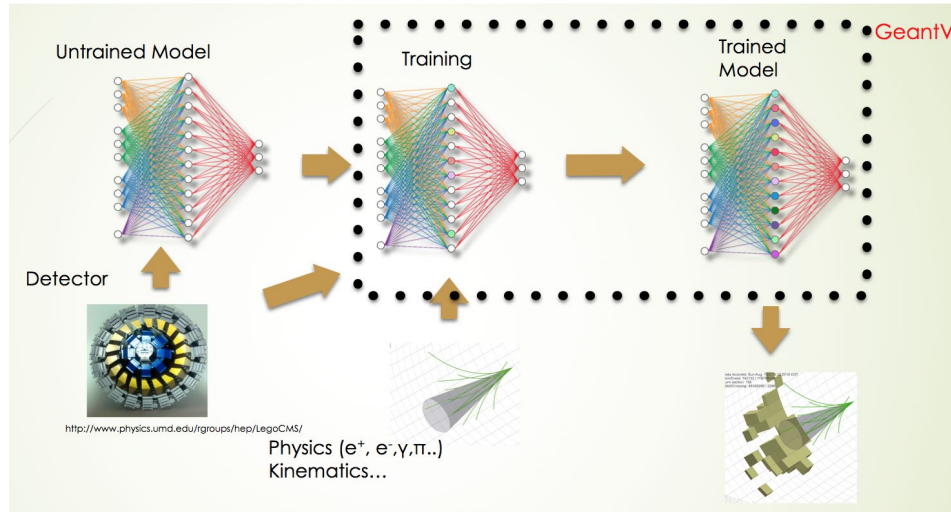 GeantV
Untrained Model
Training
Trained
Model
Detector
http://www.physics.umd.edu/rgroups/hep/LegoCMS/
Physics (e⁺, e⁻,γ,π..)
Kinematics…